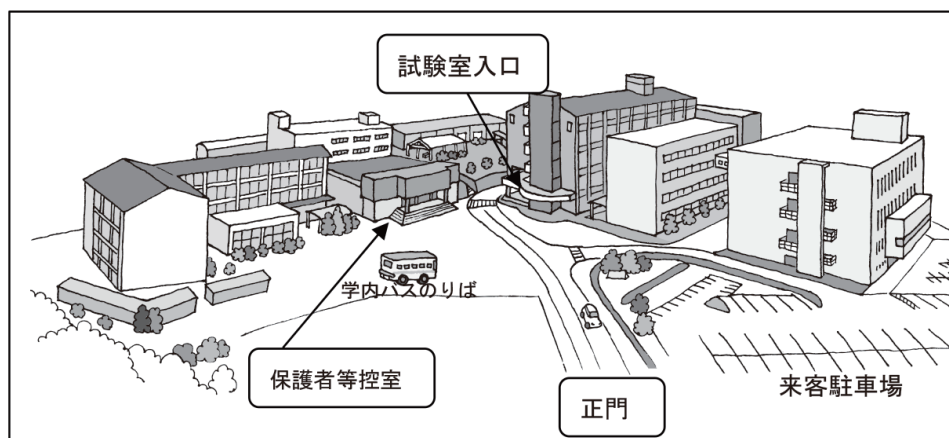 試験室入口
学内バスのりば
保護者等控室
正門
来客駐車場